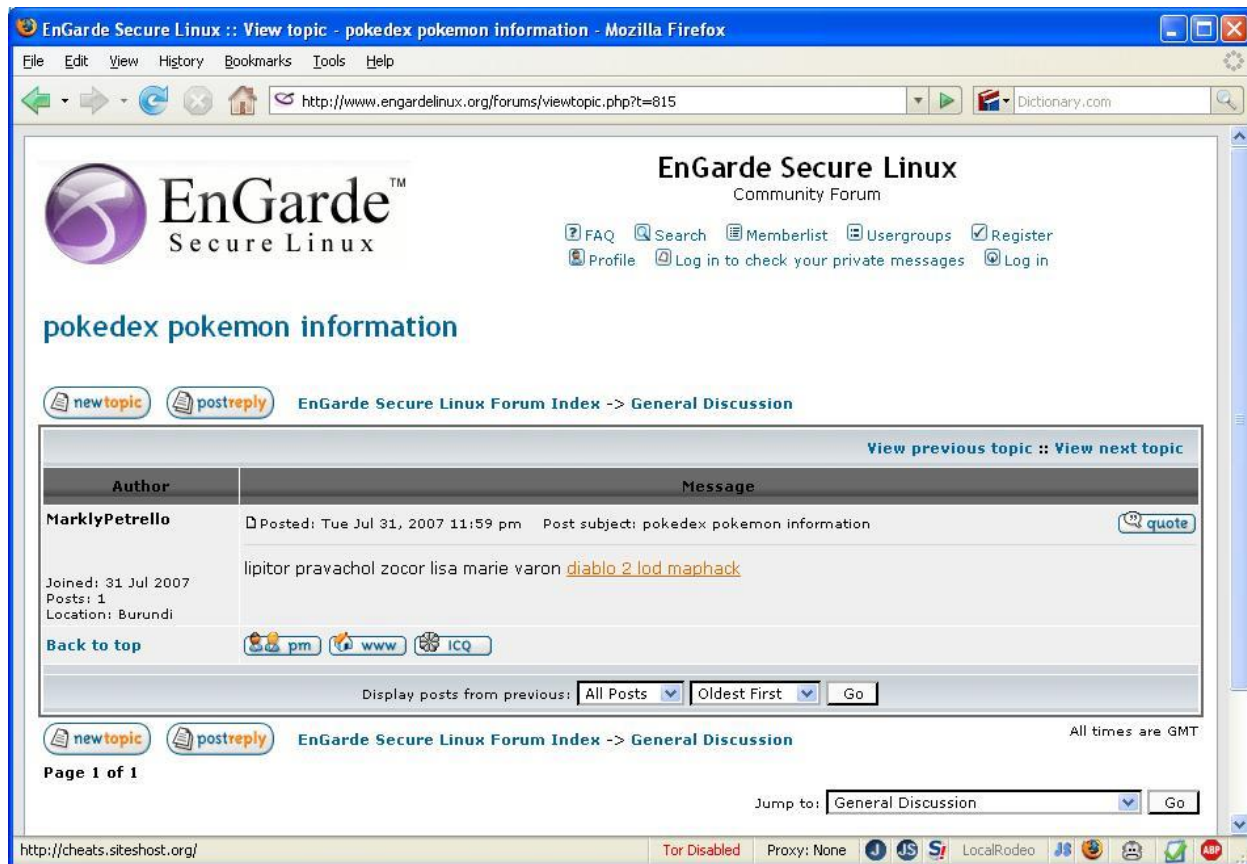 EnGarde Secure Linux :: View topic - pokedex pokemon information - Mozilla Firefox
File Edit View History Bookmarks Tools Help
http://www.engardelinux.org/forums/viewtopic.php?t=815 Dictionary.com
EnGarde™
Secure Linux
EnGarde Secure Linux
Community Forum
FAQ Search Memberlist Usergroups Register
Profile Log in to check your private messages Log in
pokedex pokemon information
newtopic postreply EnGarde Secure Linux Forum Index -> General Discussion
View previous topic :: View next topic
Author Message
MarklyPetrello Posted: Tue Jul 31, 2007 11:59 pm Post subject: pokedex pokemon information quote
lipitor pravachol zocor lisa marie varon diablo 2 lod maphack
Joined: 31 Jul 2007
Posts: 1
Location: Burundi
Back to top pm www ICQ
Display posts from previous: All Posts Oldest First Go
newtopic postreply EnGarde Secure Linux Forum Index -> General Discussion All times are GMT
Page 1 of 1
Jump to: General Discussion Go
http://cheats.siteshost.org/ Tor Disabled Proxy: None J JS S! LocalRodeo JS ABP